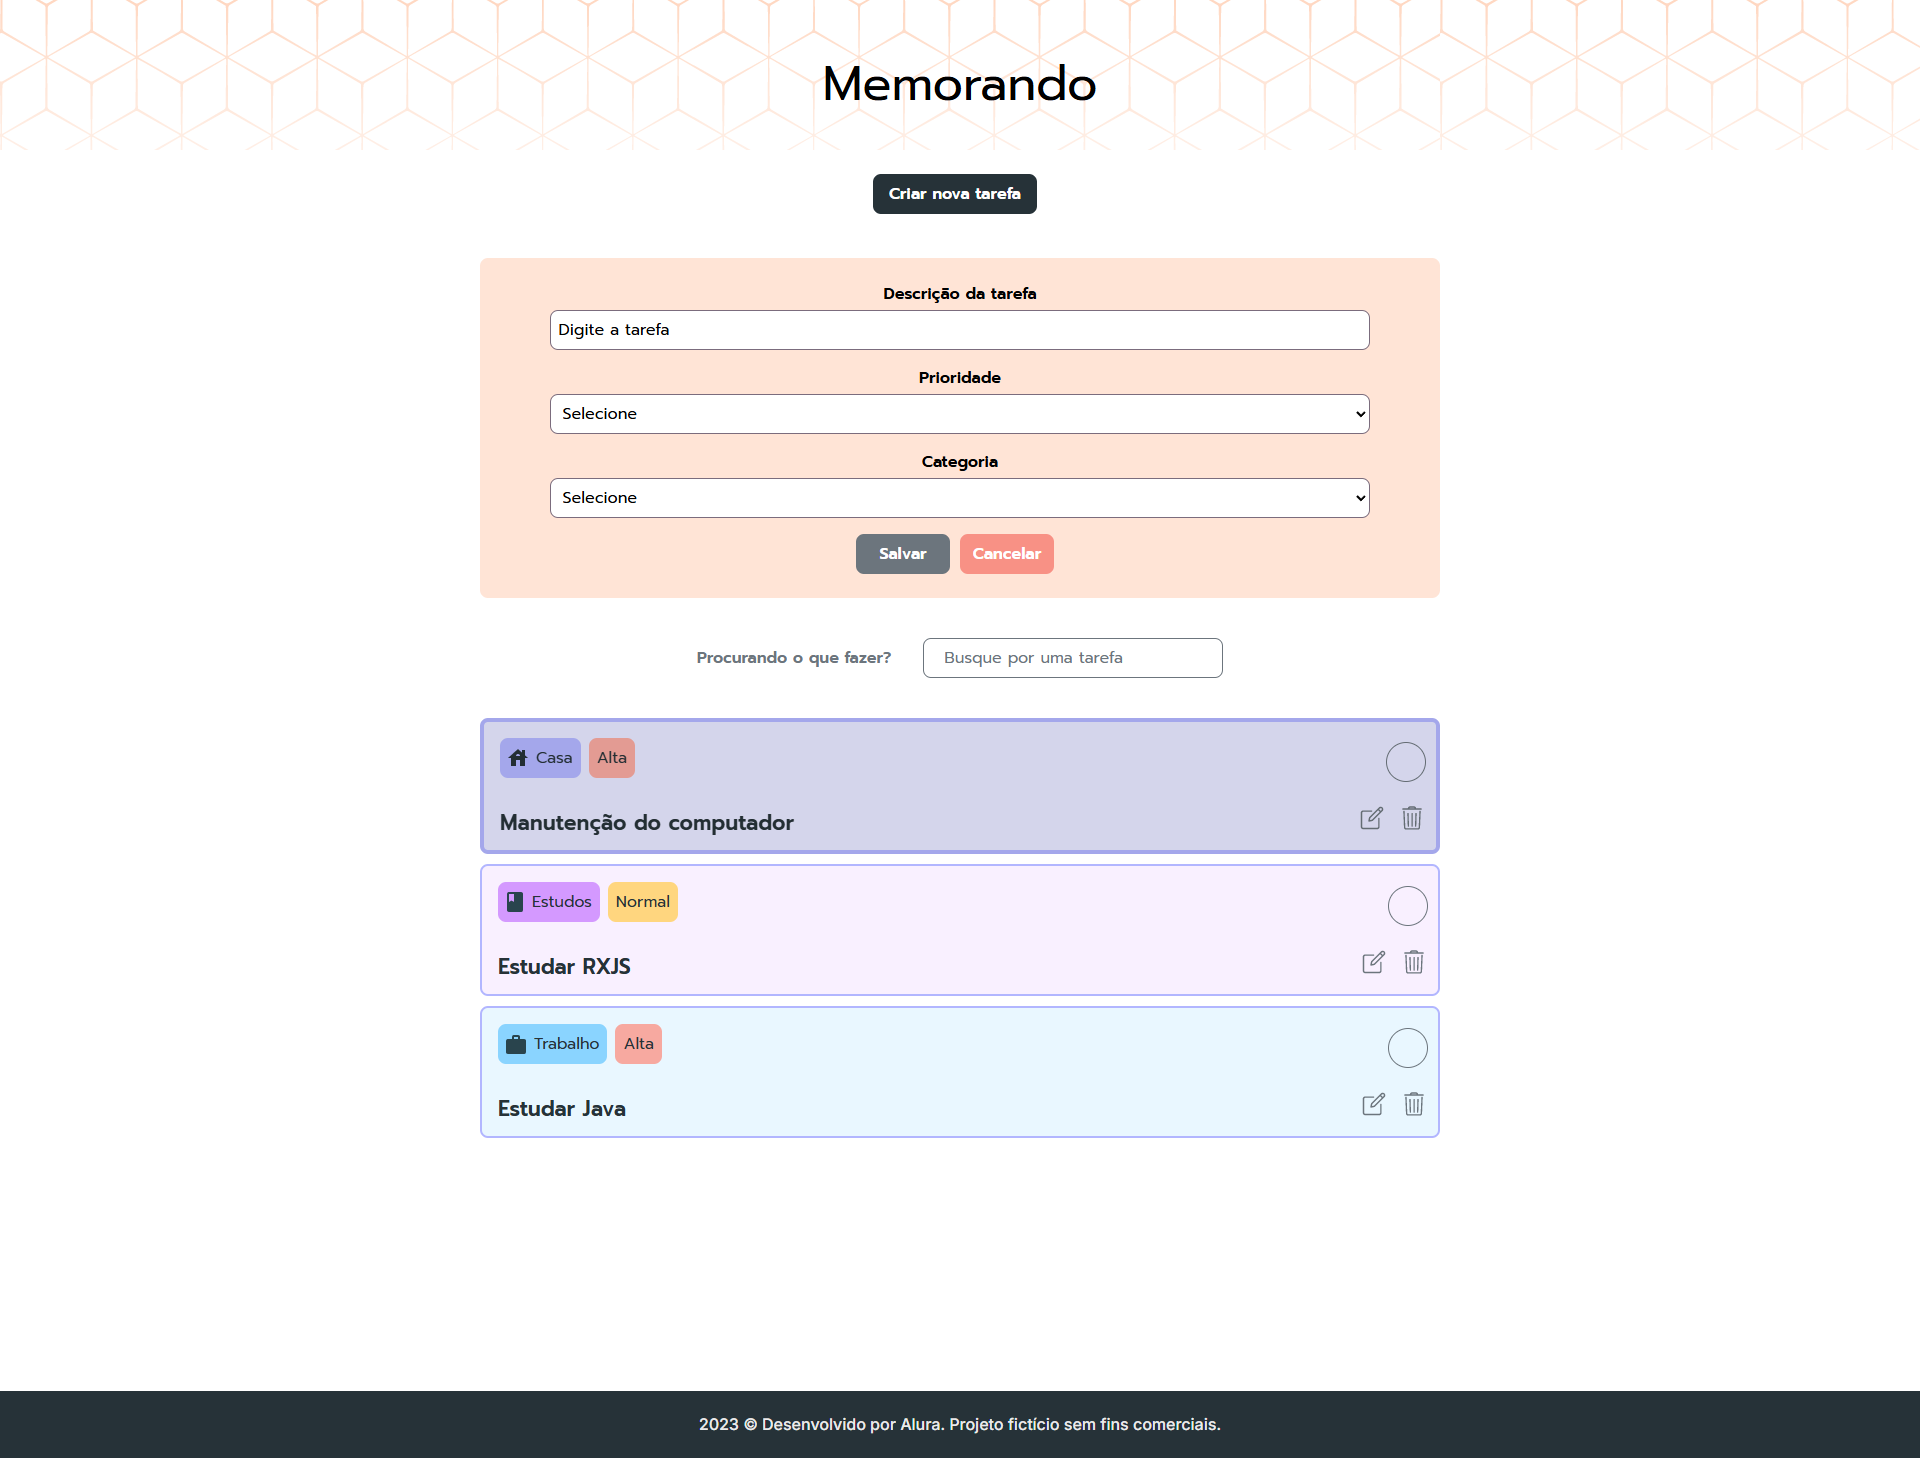 Memorando
Criar nova tarefa
Descrição da tarefa
Digite a tarefa
Prioridade
Selecione
Categoria
Selecione
Salvar Cancelar
Procurando o que fazer? Busque por uma tarefa
Casa Alta
Manutenção do computador
Estudos Normal
Estudar RXJS
Trabalho Alta
Estudar Java
2023 © Desenvolvido por Alura. Projeto fictício sem fins comerciais.